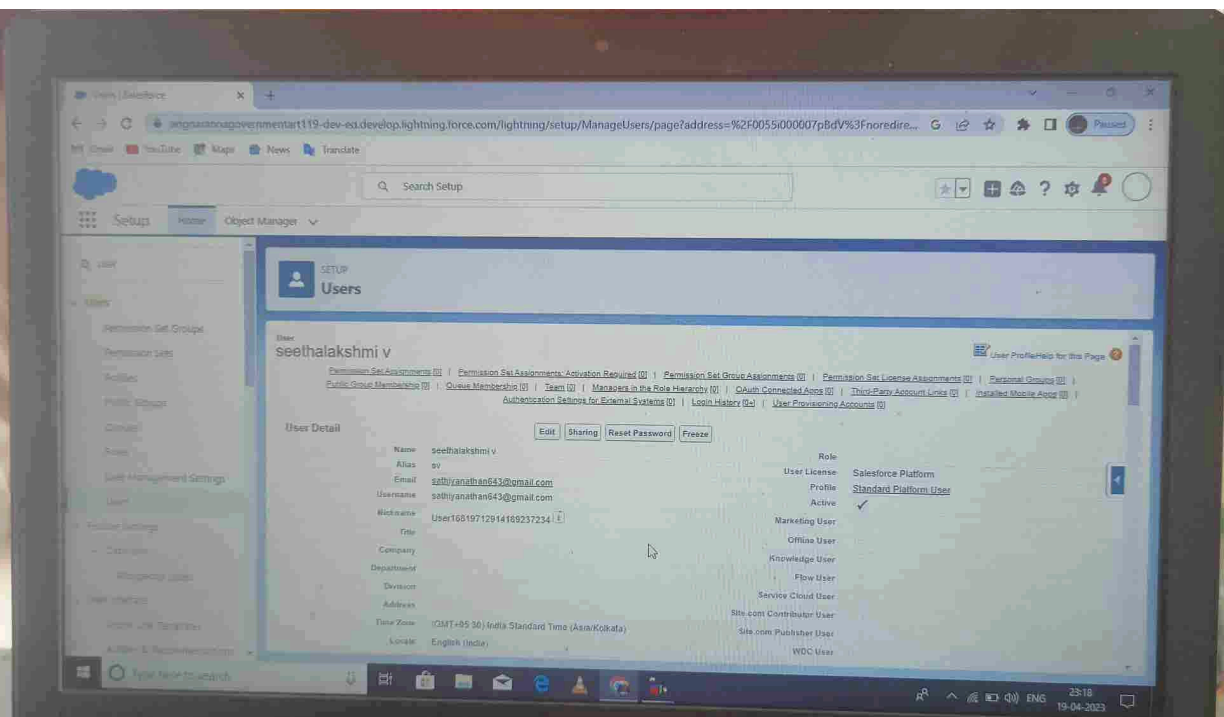 Users | Salesforce
governmentart119-dev-ed.develop.lightning.force.com/lightning/setup/ManageUsers/page?address=%2F0055i000007pBdV%3Fnoredire...
Paused
Gmail YouTube Maps News Translate
Search Setup
Setup Home Object Manager
user
SETUP
Users
Users
Permission Set Groups
Permission Sets
Profiles
Public Groups
Queues
Roles
User Management Settings
Users
Feature Settings
User Interface
User
seethalakshmi v
User Profile Help for this Page
Permission Set Assignments [0] | Permission Set Assignments: Activation Required [0] | Permission Set Group Assignments [0] | Permission Set License Assignments [0] | Personal Groups [0] |
Public Group Membership [0] | Queue Membership [0] | Team [0] | Managers in the Role Hierarchy [0] | OAuth Connected Apps [0] | Third-Party Account Links [0] | Installed Mobile Apps [0] |
Authentication Settings for External Systems [0] | Login History [0+] | User Provisioning Accounts [0]
User Detail
Edit Sharing Reset Password Freeze
Name seethalakshmi v
Alias sv
Email sathiyanathan643@gmail.com
Username sathiyanathan643@gmail.com
Nickname User16819712914189237234 i
Title
Company
Department
Division
Address
Time Zone (GMT+05:30) India Standard Time (Asia/Kolkata)
Locale English (India)
Role
User License Salesforce Platform
Profile Standard Platform User
Active
Marketing User
Offline User
Knowledge User
Flow User
Service Cloud User
Site.com Contributor User
Site.com Publisher User
WDC User
Type here to search
ENG
23:18
19-04-2023